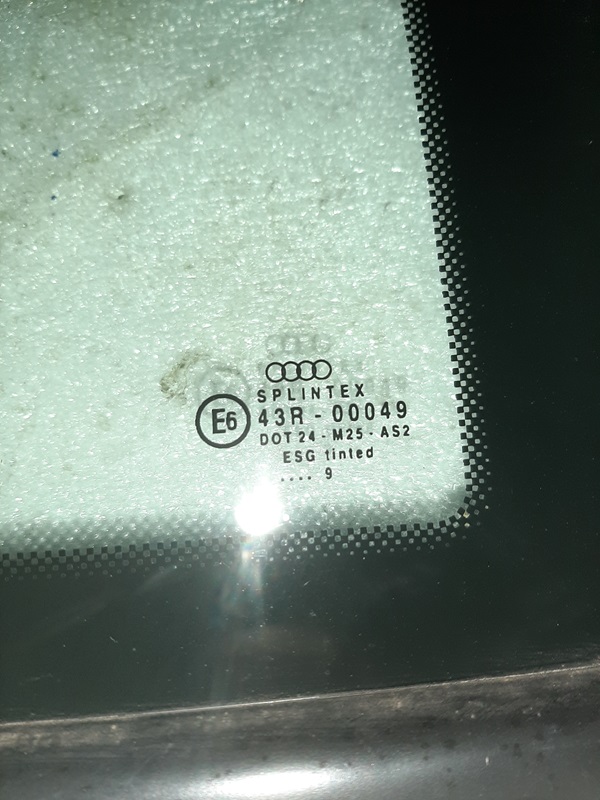 SPLINTEX
E6
43R - 00049
DOT 24 - M25 - AS2
ESG tinted
.... 9